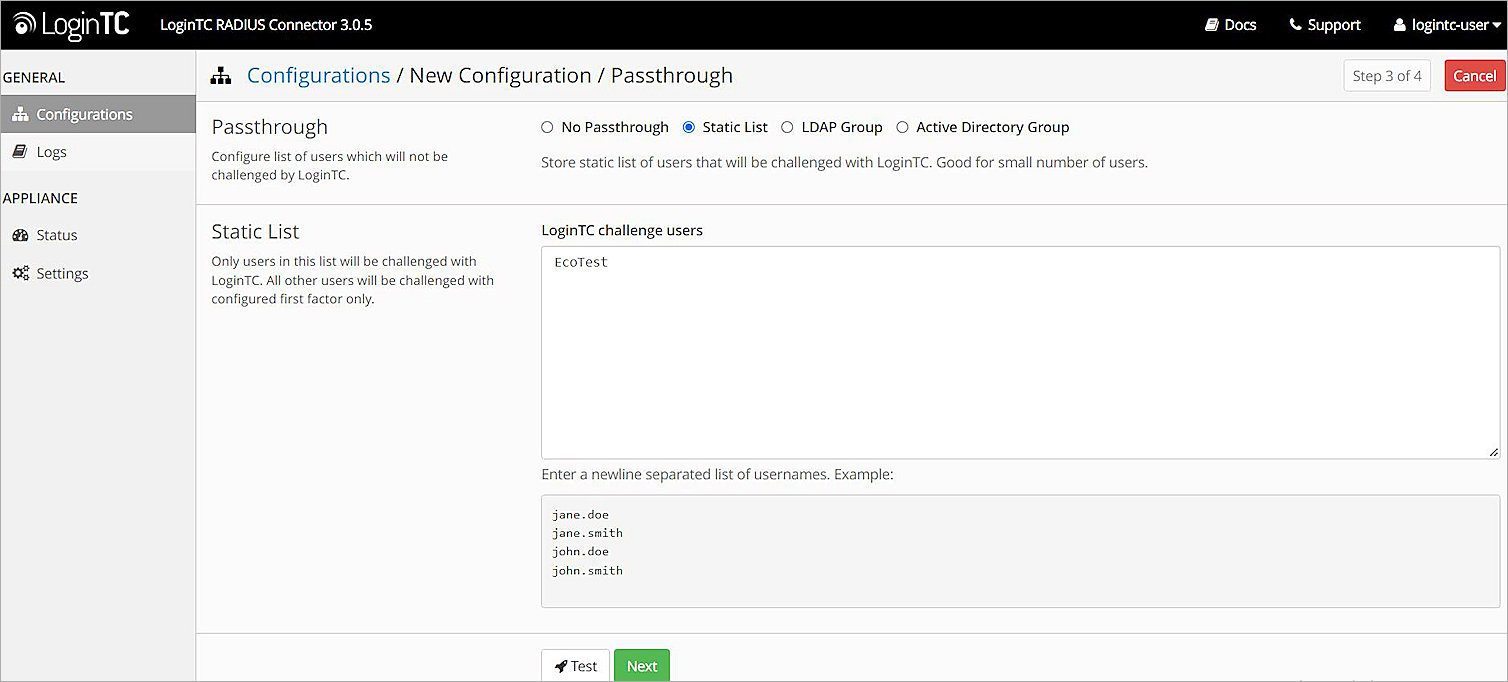 LoginTC LoginTC RADIUS Connector 3.0.5 Docs Support logintc-user
GENERAL
Configurations
Logs
APPLIANCE
Status
Settings
Configurations / New Configuration / Passthrough Step 3 of 4 Cancel
Passthrough
Configure list of users which will not be
challenged by LoginTC.
No Passthrough Static List LDAP Group Active Directory Group
Store static list of users that will be challenged with LoginTC. Good for small number of users.
Static List
Only users in this list will be challenged with
LoginTC. All other users will be challenged with
configured first factor only.
LoginTC challenge users
EcoTest
Enter a newline separated list of usernames. Example:
jane.doe
jane.smith
john.doe
john.smith
Test Next